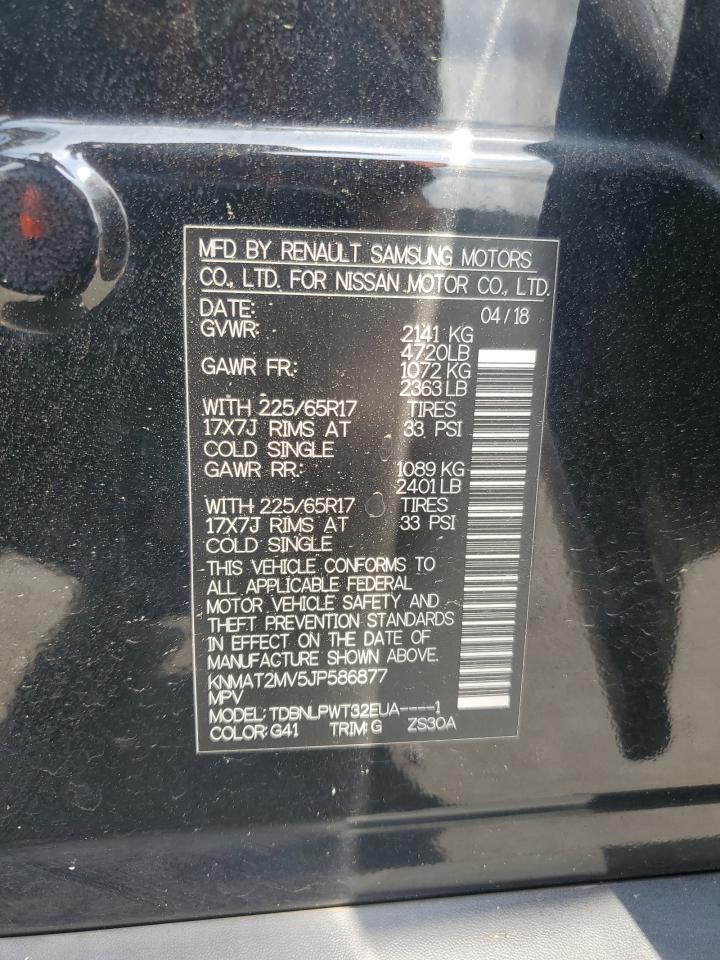 MFD BY RENAULT SAMSUNG MOTORS
CO., LTD. FOR NISSAN MOTOR CO., LTD.
DATE: 04/18
GVWR: 2141 KG
4720LB
GAWR FR: 1072 KG
2363 LB
WITH 225/65R17 TIRES
17X7J RIMS AT 33 PSI
COLD SINGLE
GAWR RR: 1089 KG
2401 LB
WITH 225/65R17 TIRES
17X7J RIMS AT 33 PSI
COLD SINGLE
THIS VEHICLE CONFORMS TO
ALL APPLICABLE FEDERAL
MOTOR VEHICLE SAFETY AND
THEFT PREVENTION STANDARDS
IN EFFECT ON THE DATE OF
MANUFACTURE SHOWN ABOVE.
KNMAT2MV5JP586877
MPV
MODEL: TDBNLPWT32EUA----1
COLOR: G41 TRIM: G ZS30A